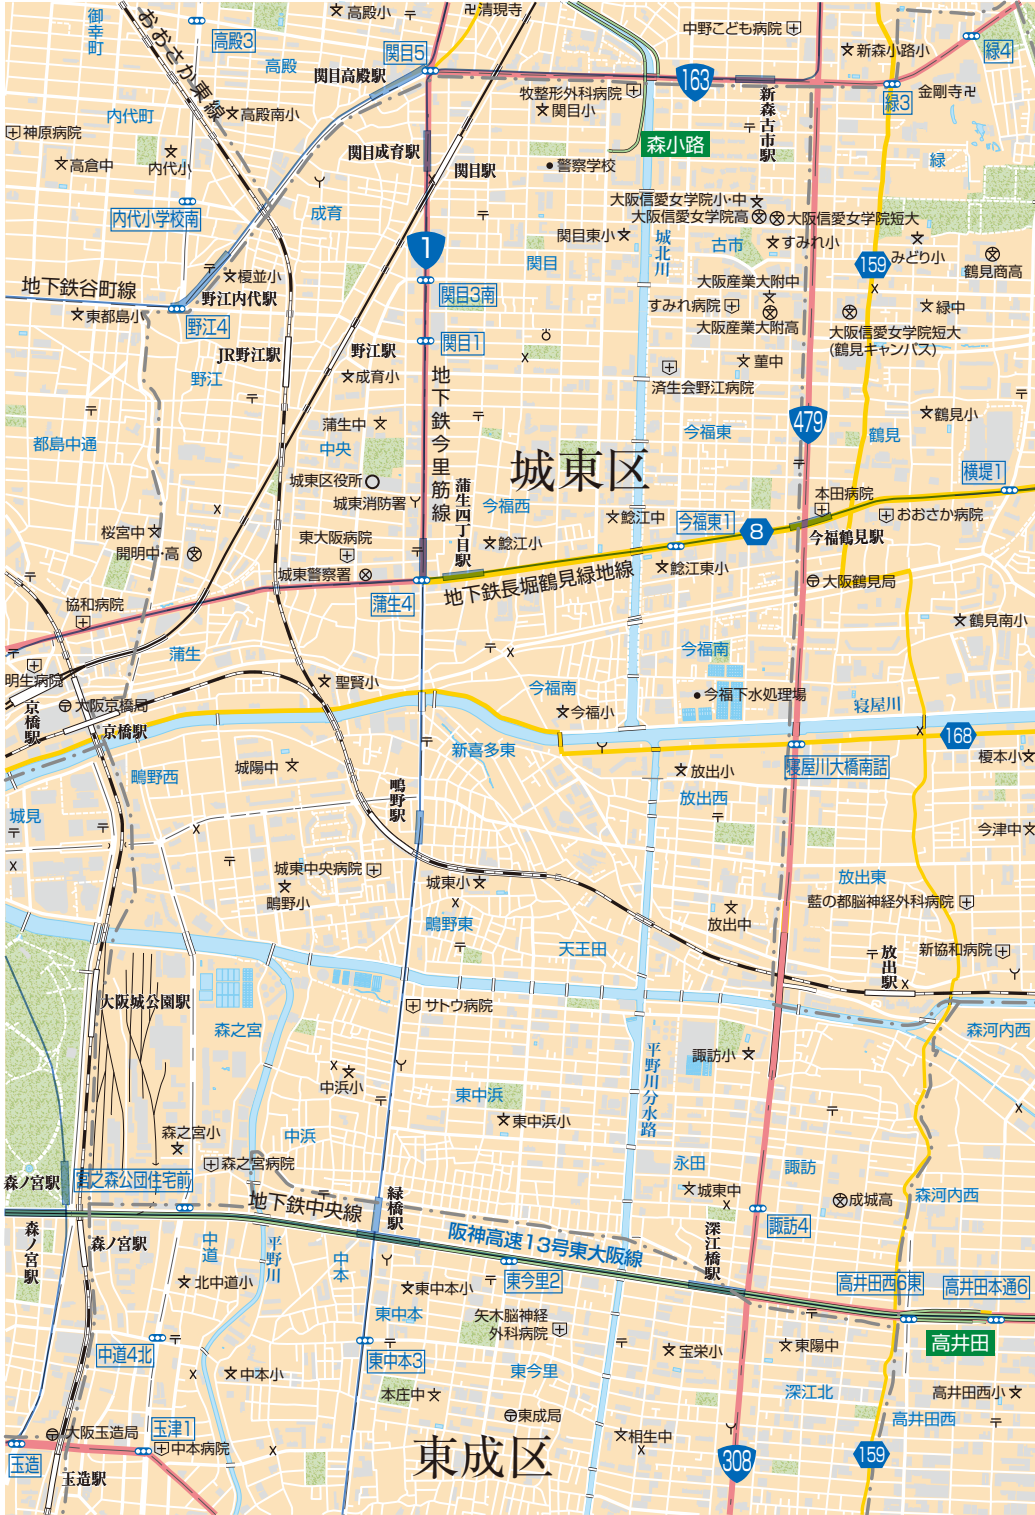 御幸町
高殿小
清現寺
中野こども病院
新森小路小
緑4
高殿3
高殿
関目5
関目高殿駅
163
牧整形外科病院
関目小
新森古市駅
金剛寺
緑3
おおさか東線
内代町
高殿南小
神原病院
内代小
高倉中
関目成育駅
関目駅
森小路
警察学校
緑
内代小学校南
成育
大阪信愛女学院小・中
大阪信愛女学院高
大阪信愛女学院短大
関目東小
城北川
古市
すみれ小
みどり小
鶴見商高
1
関目
159
榎並小
地下鉄谷町線
野江内代駅
東都島小
野江4
関目3南
大阪産業大附中
すみれ病院
大阪産業大附高
緑中
大阪信愛女学院短大
(鶴見キャンパス)
関目1
JR野江駅
野江駅
野江
成育小
地下鉄今里筋線
菫中
済生会野江病院
都島中通
蒲生中
中央
今福東
479
鶴見小
鶴見
城東区
城東区役所
城東消防署
蒲生四丁目駅
今福西
横堤1
本田病院
おおさか病院
桜宮中
開明中・高
東大阪病院
鯰江中
今福東1
8
今福鶴見駅
鯰江小
城東警察署
蒲生4
地下鉄長堀鶴見緑地線
鯰江東小
大阪鶴見局
協和病院
鶴見南小
蒲生
明生病院
今福南
聖賢小
今福南
今福下水処理場
寝屋川
京橋駅
大阪京橋局
京橋駅
今福小
168
新喜多東
寝屋川大橋南詰
榎本小
鴫野西
城陽中
放出小
放出西
城見
鴫野駅
今津中
城東中央病院
鴫野小
城東小
放出東
藍の都脳神経外科病院
鴫野東
放出中
天王田
放出駅
新協和病院
大阪城公園駅
サトウ病院
森之宮
森河内西
平野川分水路
諏訪小
中浜小
東中浜
東中浜小
森之宮小
中浜
森之宮病院
永田
諏訪
森ノ宮駅
宮之森公団住宅前
城東中
成城高
森河内西
地下鉄中央線
緑橋駅
諏訪4
森ノ宮駅
森ノ宮駅
中道
平野川
中本
阪神高速13号東大阪線
深江橋駅
北中道小
東中本小
東今里2
高井田西6東
高井田本通6
東中本
矢木脳神経
外科病院
高井田
中道4北
東中本3
宝栄小
東陽中
中本小
東今里
本庄中
深江北
高井田西小
高井田西
東成局
大阪玉造局
玉津1
中本病院
東成区
相生中
308
159
玉造
玉造駅